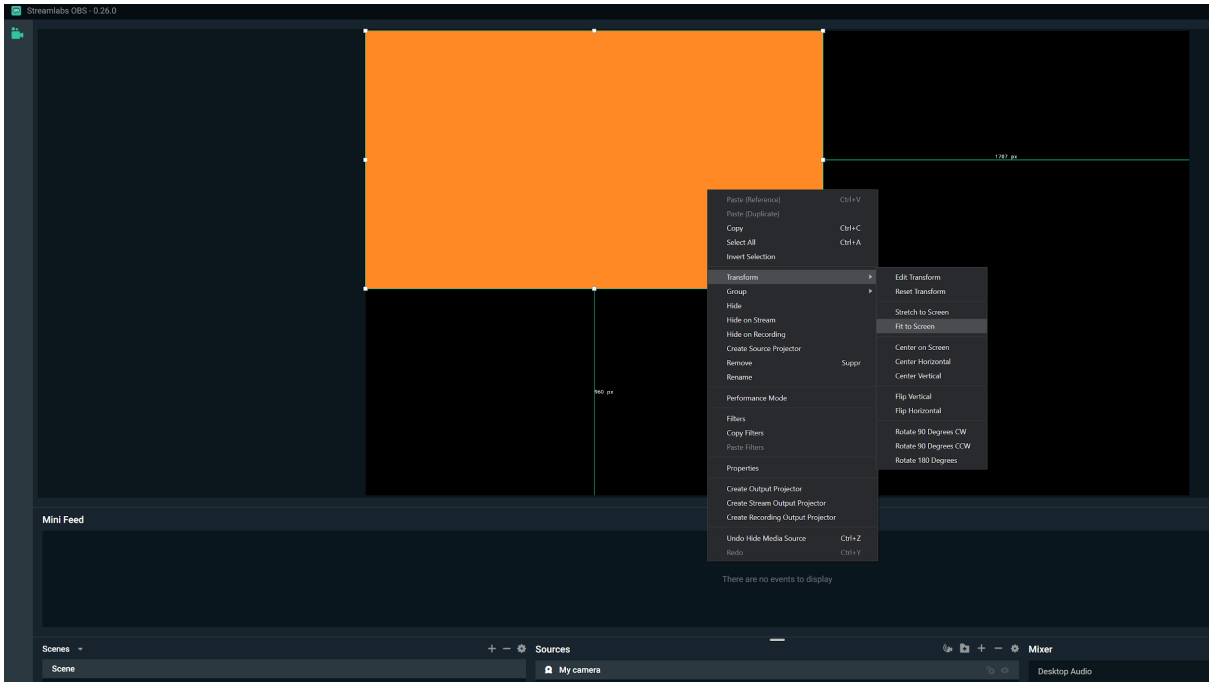 Streamlabs OBS - 0.26.0
1707 px
960 px
Paste (Reference) Ctrl+V
Paste (Duplicate)
Copy Ctrl+C
Select All Ctrl+A
Invert Selection
Transform
Group
Hide
Hide on Stream
Hide on Recording
Create Source Projector
Remove Suppr
Rename
Performance Mode
Filters
Copy Filters
Paste Filters
Properties
Create Output Projector
Create Stream Output Projector
Create Recording Output Projector
Undo Hide Media Source Ctrl+Z
Redo Ctrl+Y
Edit Transform
Reset Transform
Stretch to Screen
Fit to Screen
Center on Screen
Center Horizontal
Center Vertical
Flip Vertical
Flip Horizontal
Rotate 90 Degrees CW
Rotate 90 Degrees CCW
Rotate 180 Degrees
Mini Feed
There are no events to display
Scenes
Scene
Sources
My camera
Mixer
Desktop Audio